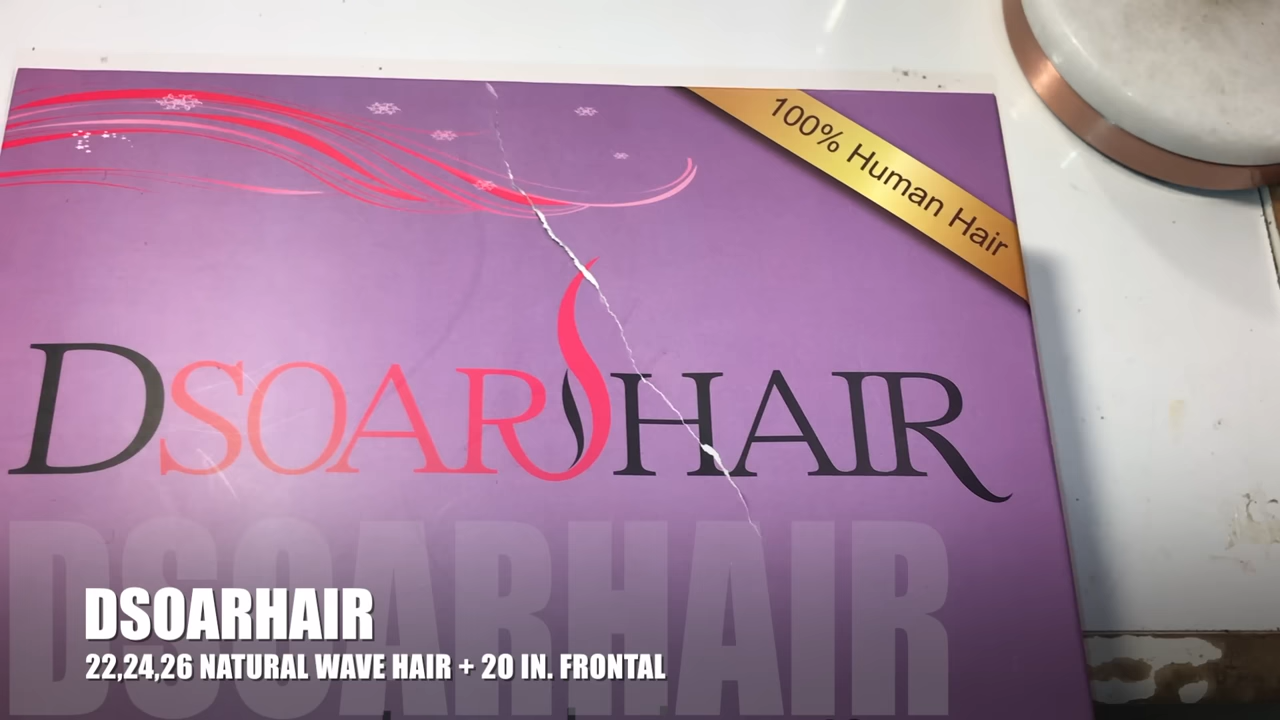 100% Human Hair
DSOARHAIR
DSOARHAIR
DSOARHAIR
22,24,26 NATURAL WAVE HAIR + 20 IN. FRONTAL